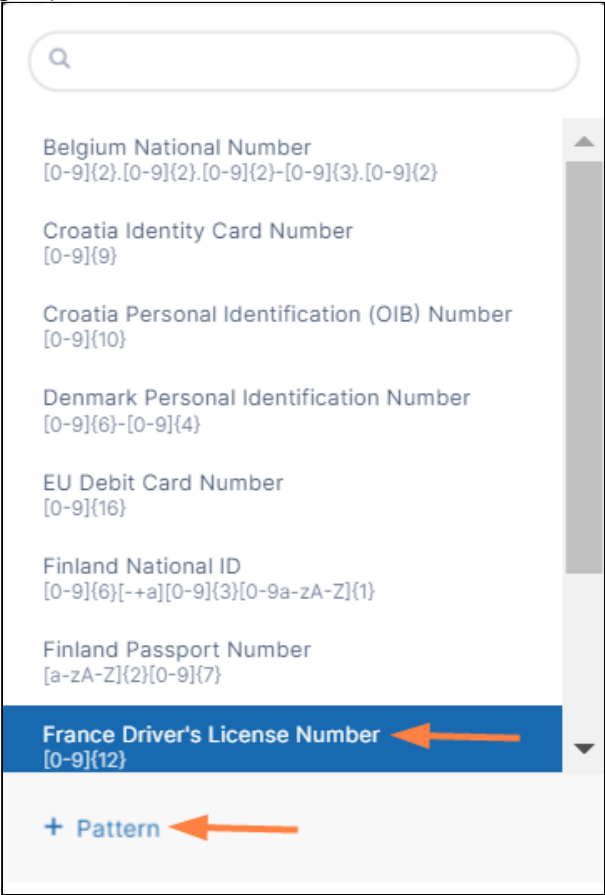 Belgium National Number
[0-9]{2}.[0-9]{2}.[0-9]{2}-[0-9]{3}.[0-9]{2}
Croatia Identity Card Number
[0-9]{9}
Croatia Personal Identification (OIB) Number
[0-9]{10}
Denmark Personal Identification Number
[0-9]{6}-[0-9]{4}
EU Debit Card Number
[0-9]{16}
Finland National ID
[0-9]{6}[-+a][0-9]{3}[0-9a-zA-Z]{1}
Finland Passport Number
[a-zA-Z]{2}[0-9]{7}
France Driver's License Number
[0-9]{12}
+ Pattern